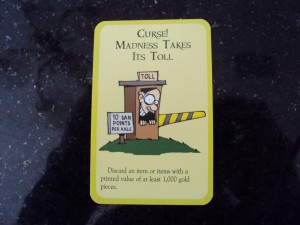 CURSE!
MADNESS TAKES
ITS TOLL
TOLL
10 SAN
POINTS
PER AXLE
Discard an item or items with a
printed value of at least 1,000 gold
pieces.